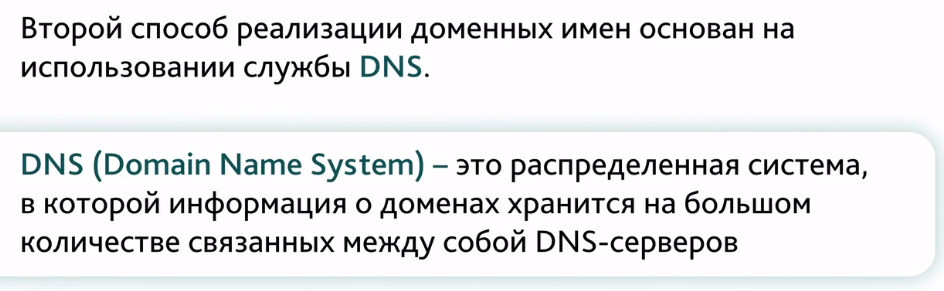 Второй способ реализации доменных имен основан на
использовании службы DNS.
DNS (Domain Name System) – это распределенная система,
в которой информация о доменах хранится на большом
количестве связанных между собой DNS-серверов